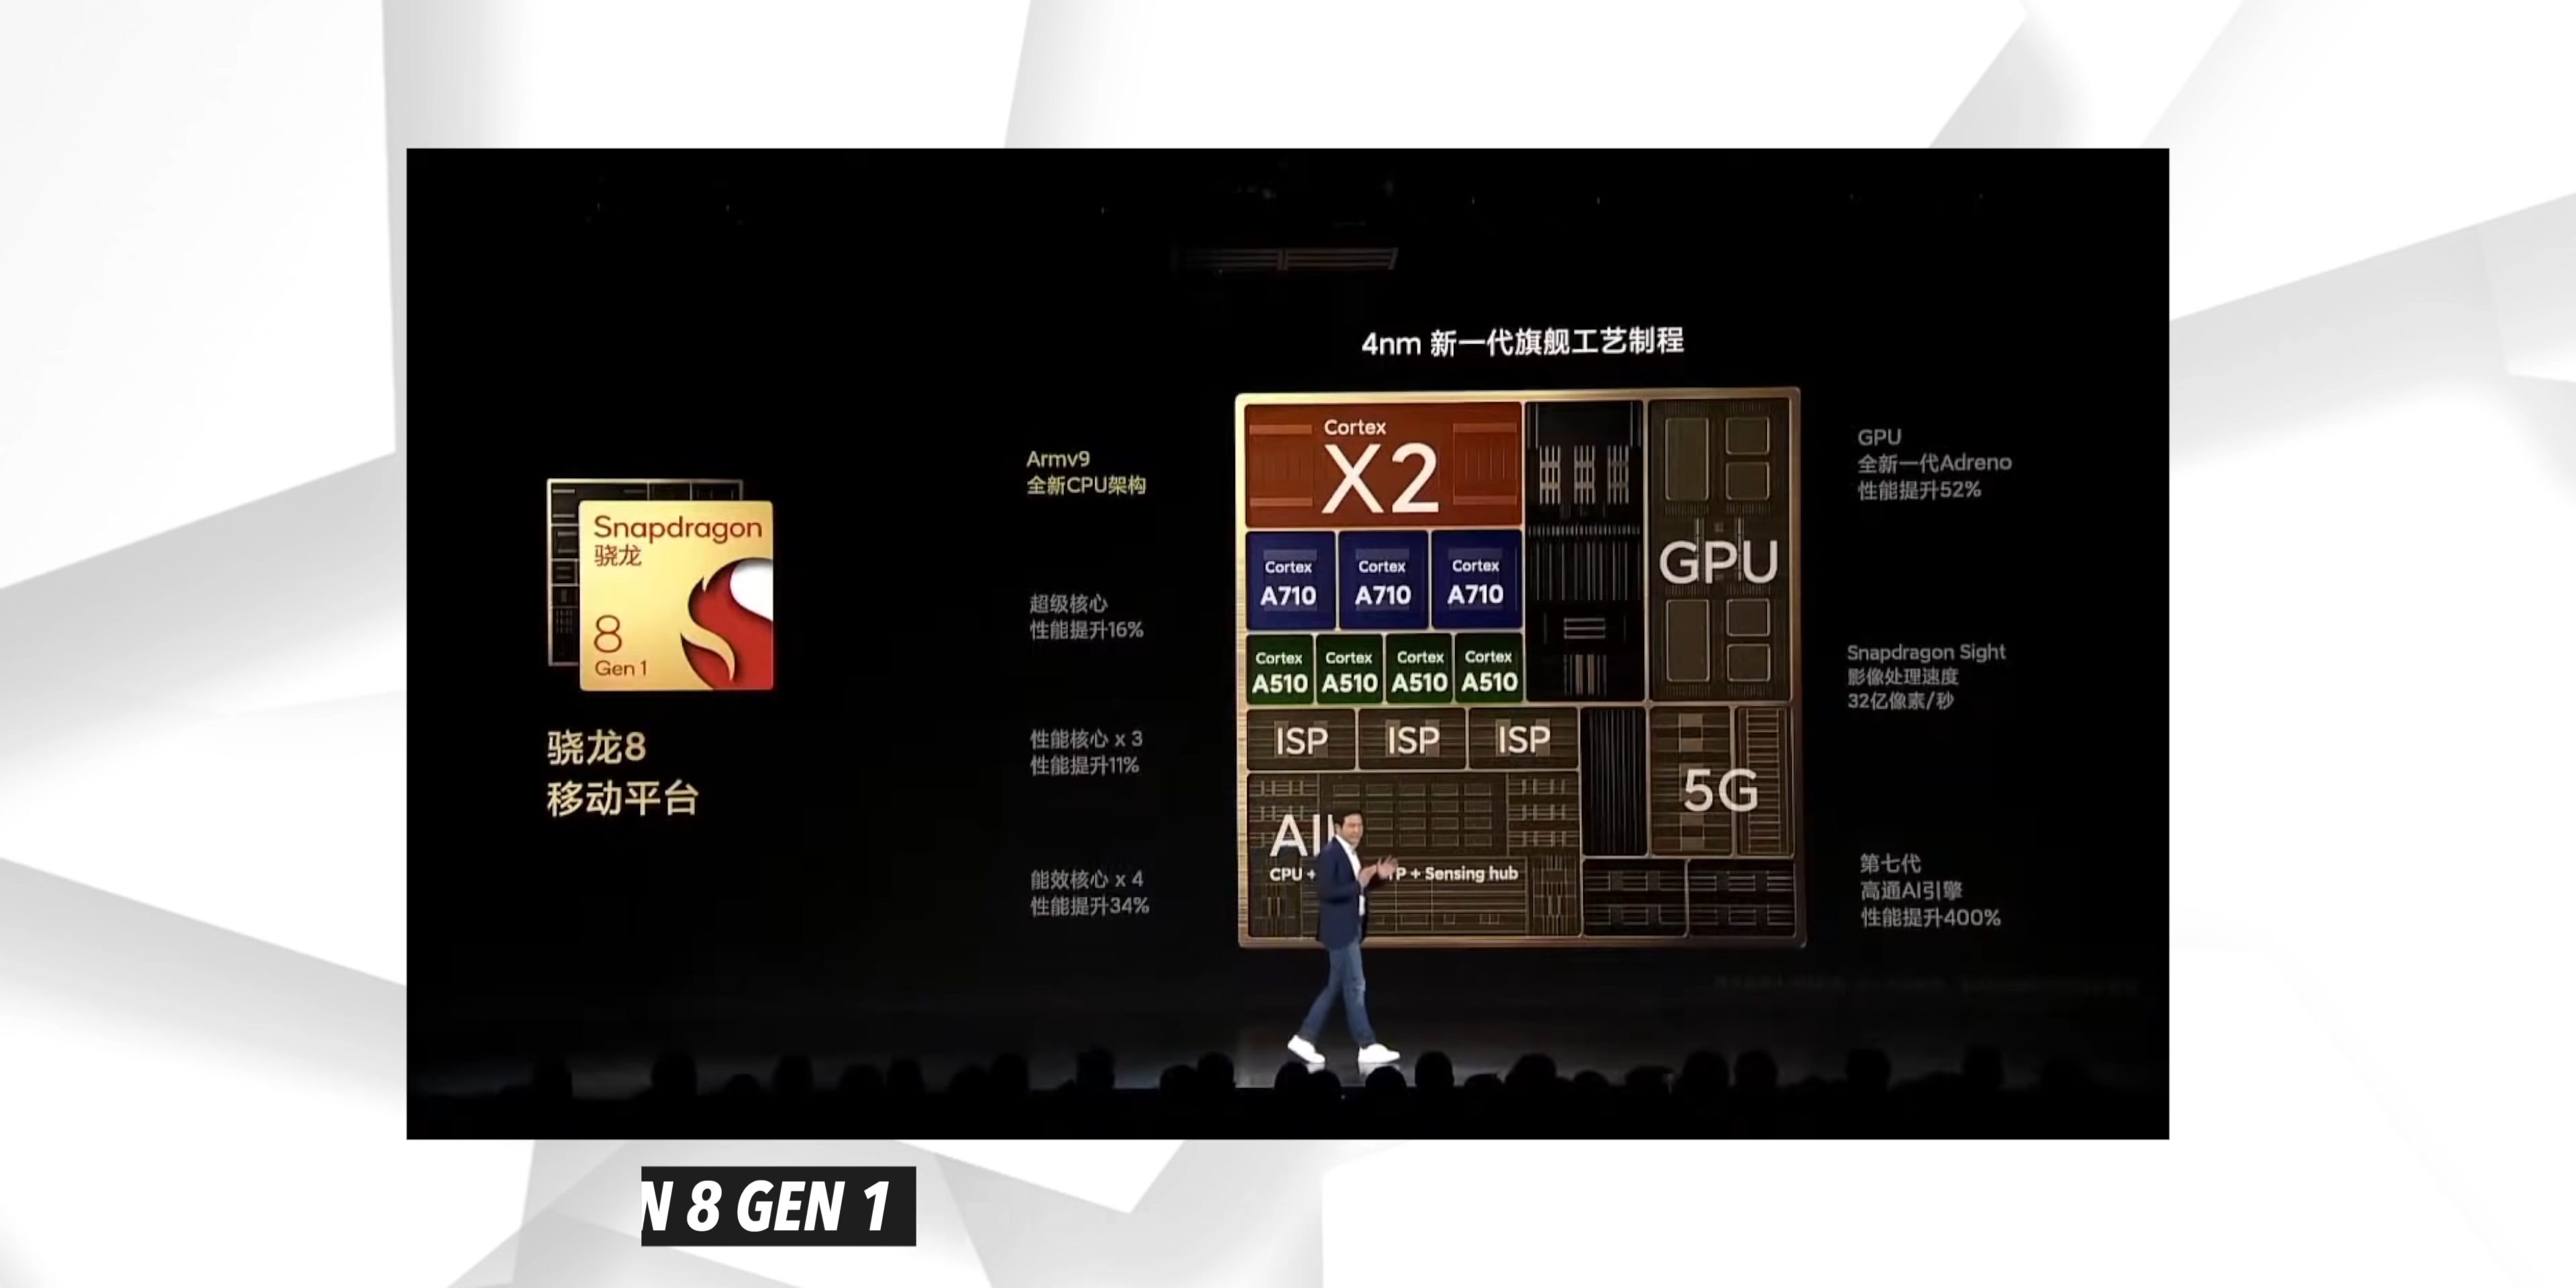 4nm 新一代旗舰工艺制程
Snapdragon
骁龙
8
Gen 1
骁龙8
移动平台
Armv9
全新CPU架构
超级核心
性能提升16%
性能核心 x 3
性能提升11%
能效核心 x 4
性能提升34%
Cortex
X2
Cortex
A710
Cortex
A710
Cortex
A710
Cortex
A510
Cortex
A510
Cortex
A510
Cortex
A510
ISP
ISP
ISP
AI
CPU +
+ Sensing hub
GPU
5G
GPU
全新一代Adreno
性能提升52%
Snapdragon Sight
影像处理速度
32亿像素/秒
第七代
高通AI引擎
性能提升400%
N 8 GEN 1